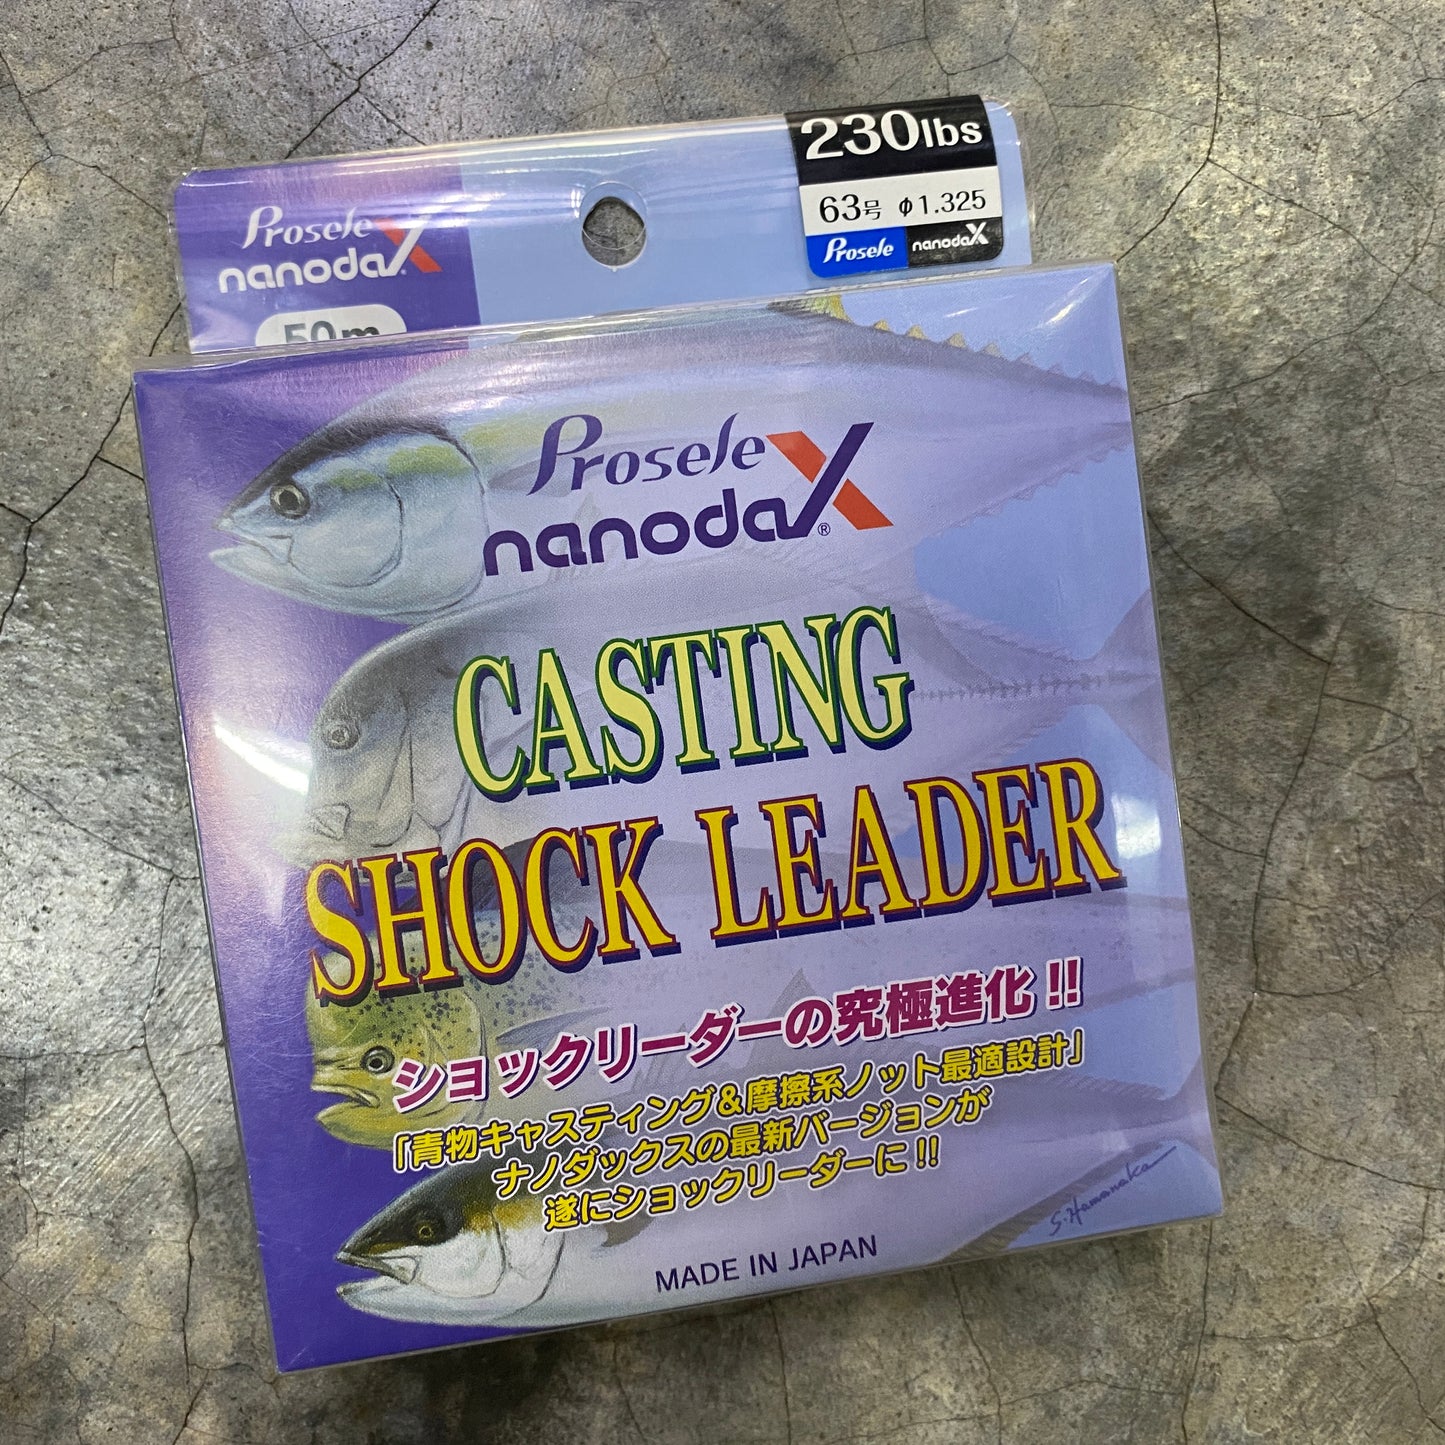 230lbs
63号 φ1.325
Prosele nanodaX
Prosele
nanodaX®
50m
Prosele
nanodaX®
CASTING
SHOCK LEADER
ショックリーダーの究極進化!!
「青物キャスティング&摩擦系ノット最適設計」
ナノダックスの最新バージョンが
遂にショックリーダーに!!
S.Hamanaka
MADE IN JAPAN